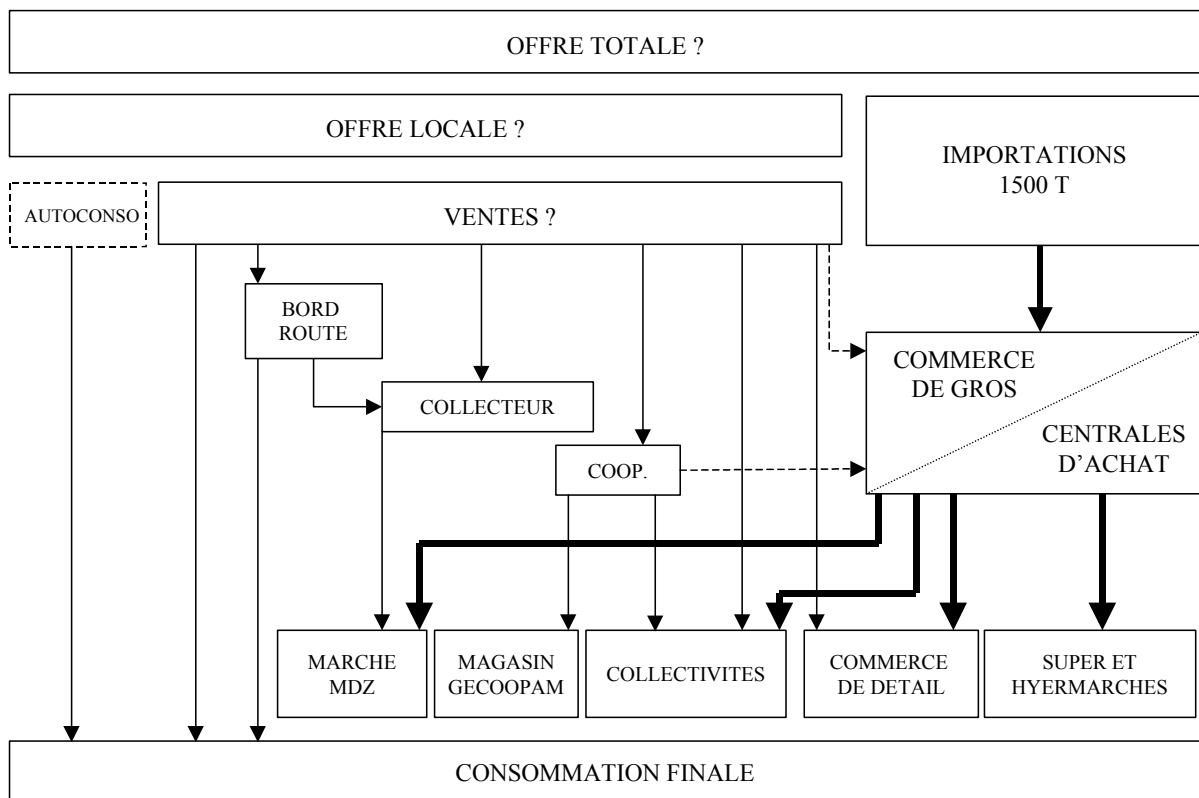 OFFRE TOTALE ?
OFFRE LOCALE ?
IMPORTATIONS
1500 T
AUTOCONSO
VENTES ?
BORD
ROUTE
COLLECTEUR
COOP.
COMMERCE
DE GROS
CENTRALES
D’ACHAT
MARCHE
MDZ
MAGASIN
GECOOPAM
COLLECTIVITES
COMMERCE
DE DETAIL
SUPER ET
HYERMARCHES
CONSOMMATION FINALE